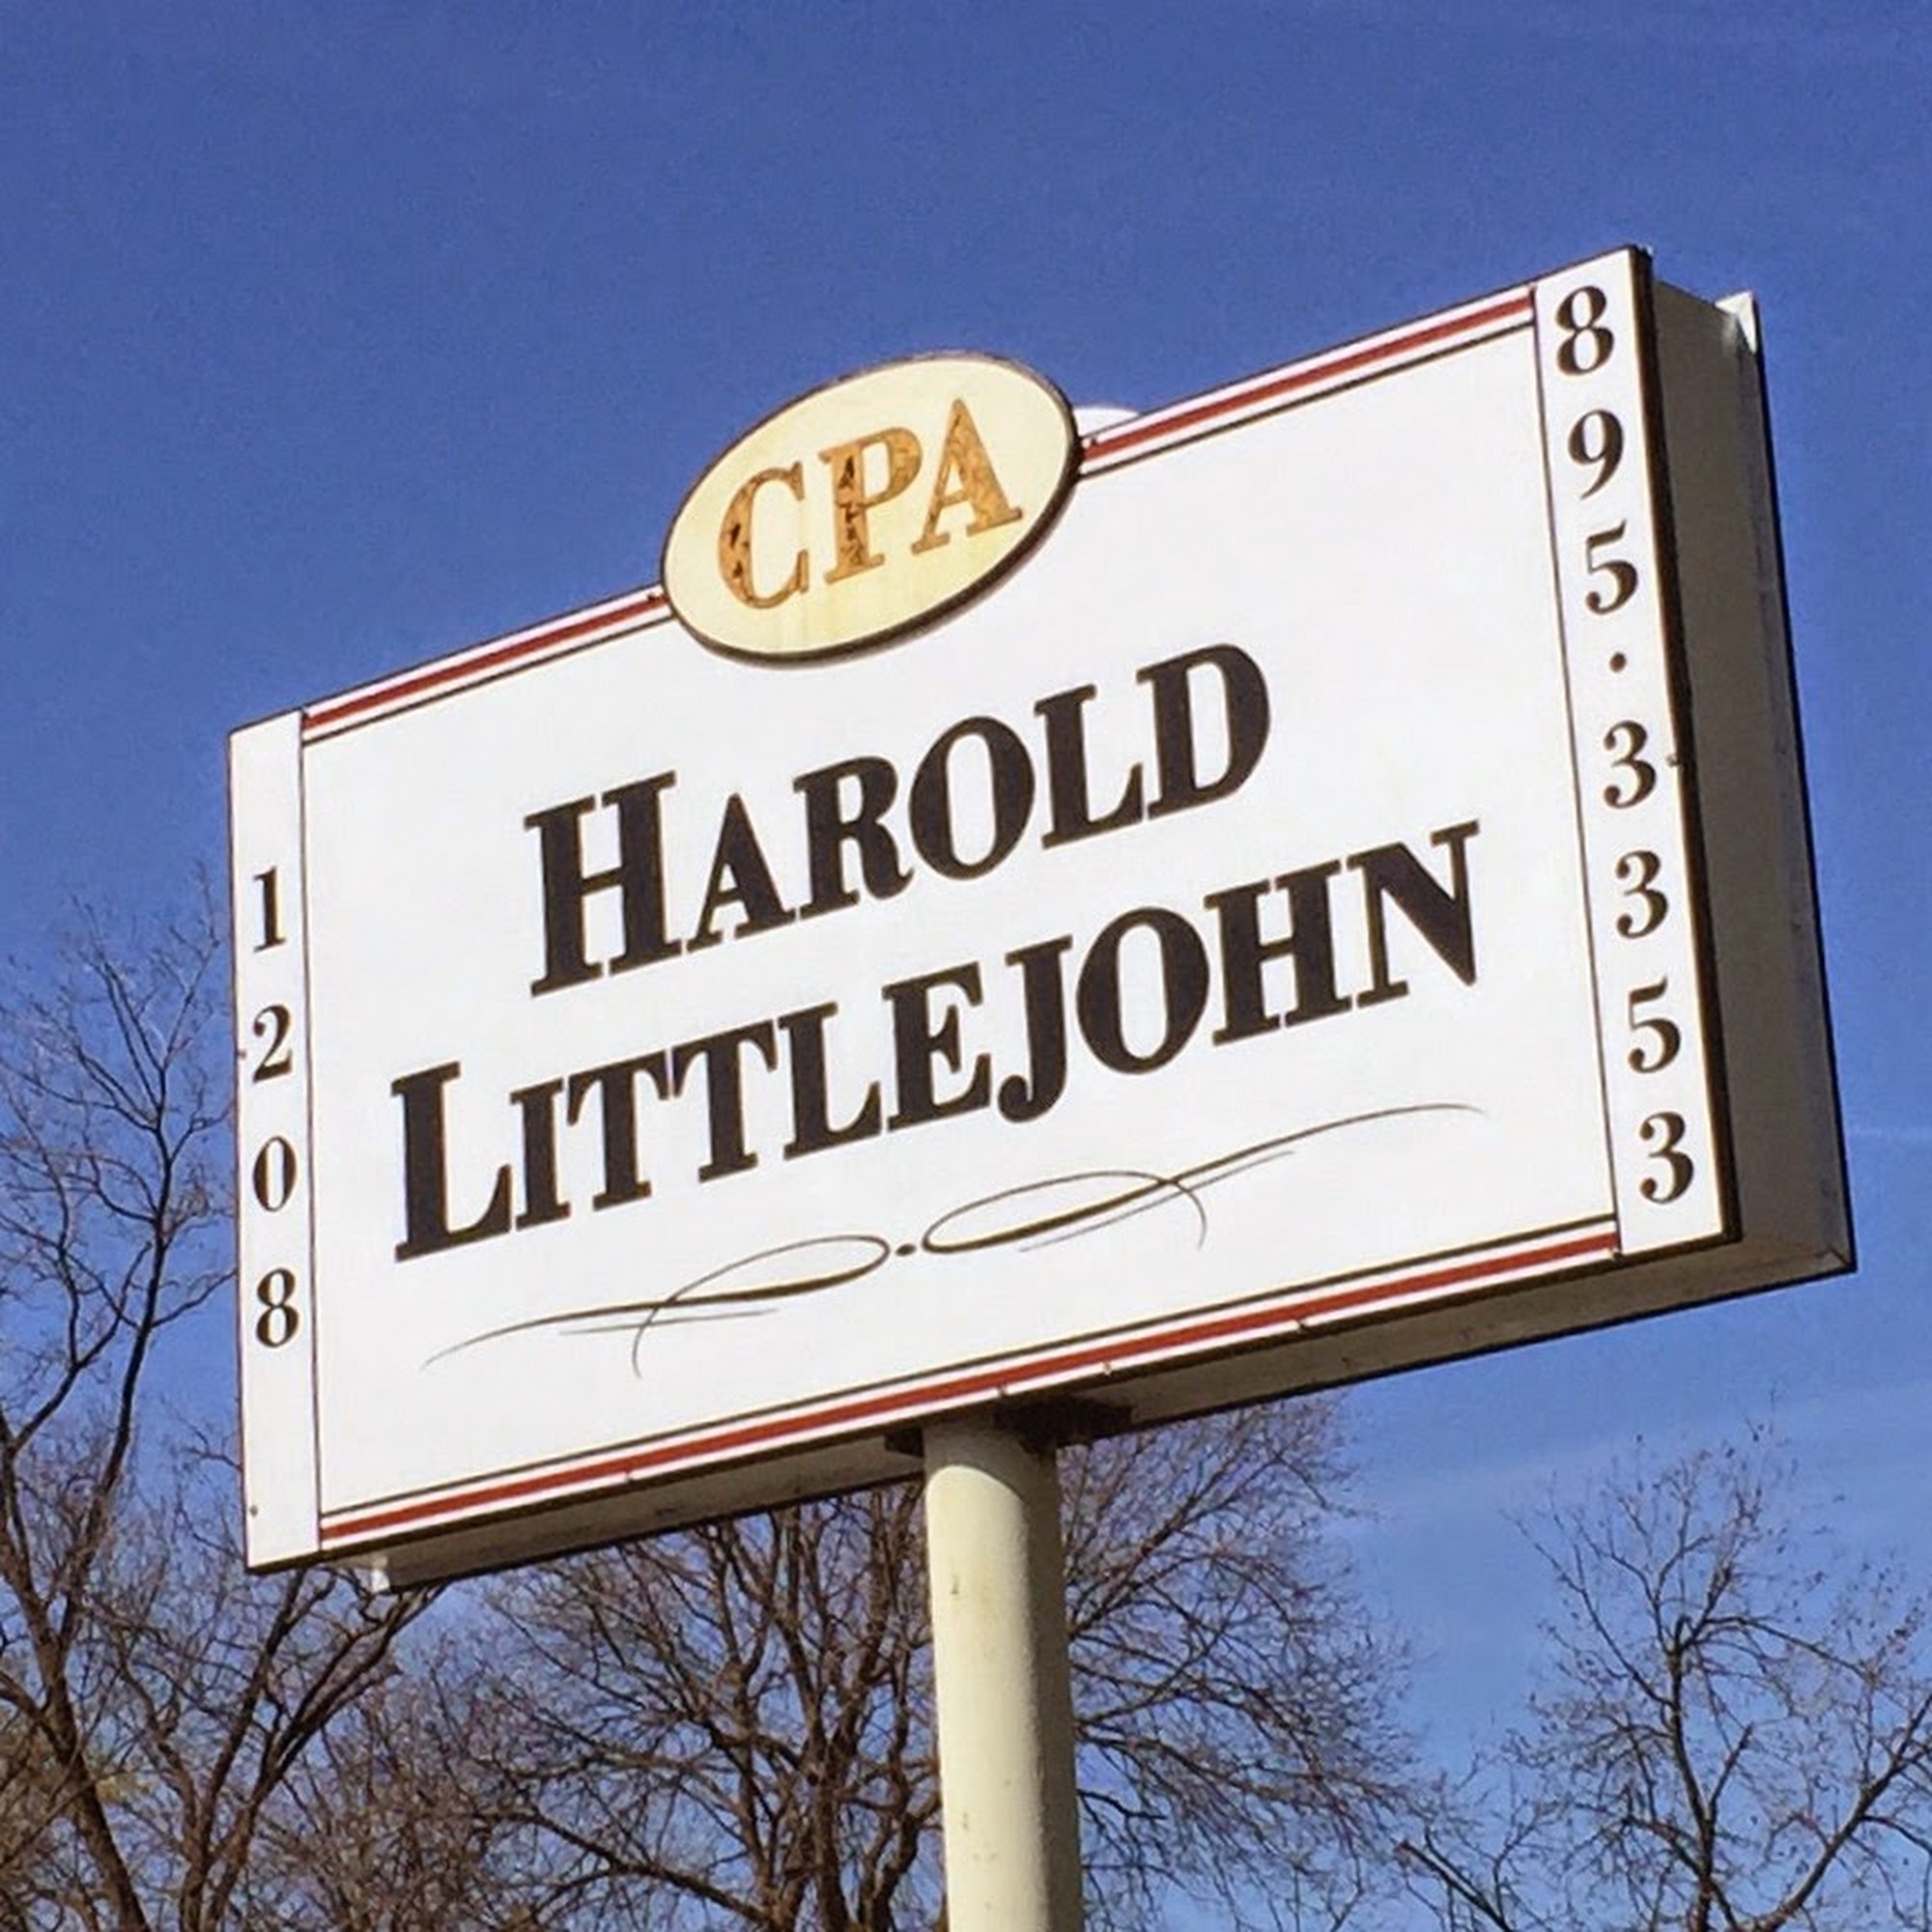 CPA
HAROLD
LITTLEJOHN
1208
895·3353